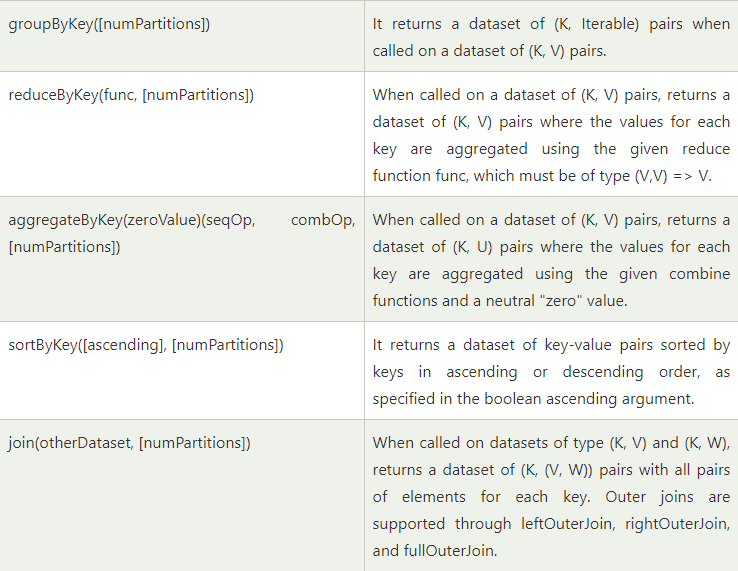 groupByKey([numPartitions])
It returns a dataset of (K, Iterable) pairs when
called on a dataset of (K, V) pairs.
reduceByKey(func, [numPartitions])
When called on a dataset of (K, V) pairs, returns a
dataset of (K, V) pairs where the values for each
key are aggregated using the given reduce
function func, which must be of type (V,V) => V.
aggregateByKey(zeroValue)(seqOp, combOp,
[numPartitions])
When called on a dataset of (K, V) pairs, returns a
dataset of (K, U) pairs where the values for each
key are aggregated using the given combine
functions and a neutral "zero" value.
sortByKey([ascending], [numPartitions])
It returns a dataset of key-value pairs sorted by
keys in ascending or descending order, as
specified in the boolean ascending argument.
join(otherDataset, [numPartitions])
When called on datasets of type (K, V) and (K, W),
returns a dataset of (K, (V, W)) pairs with all pairs
of elements for each key. Outer joins are
supported through leftOuterJoin, rightOuterJoin,
and fullOuterJoin.